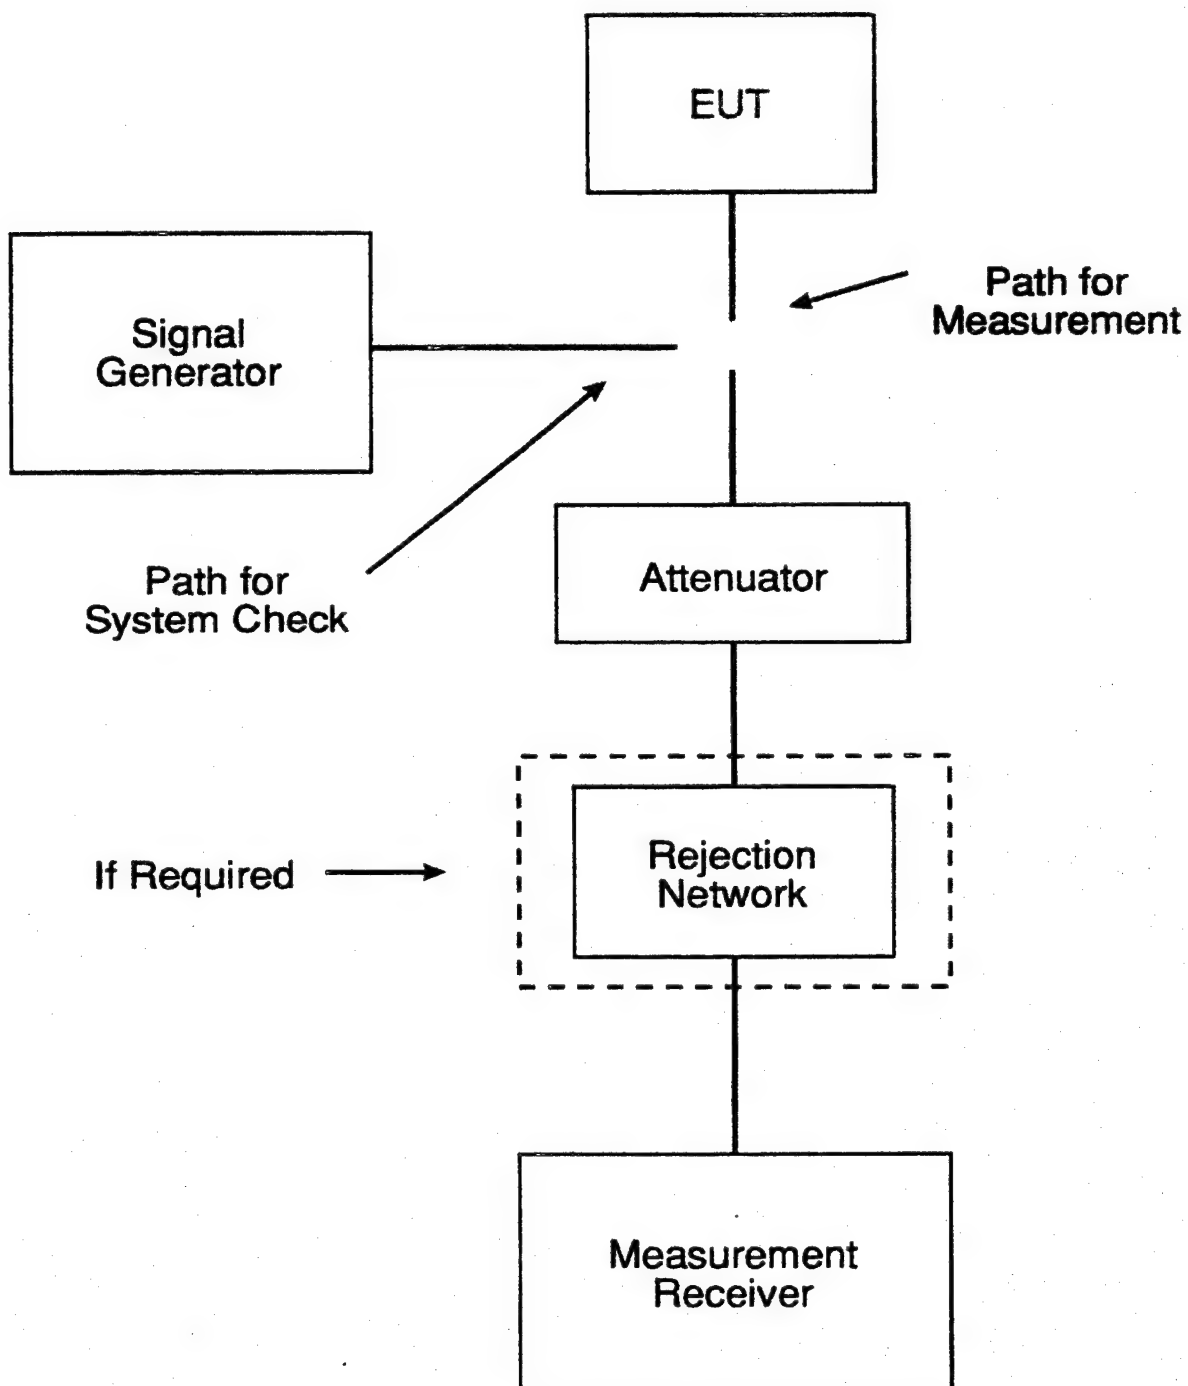 EUT
Signal
Generator
Path for
Measurement
Path for
System Check
Attenuator
If Required
Rejection
Network
Measurement
Receiver